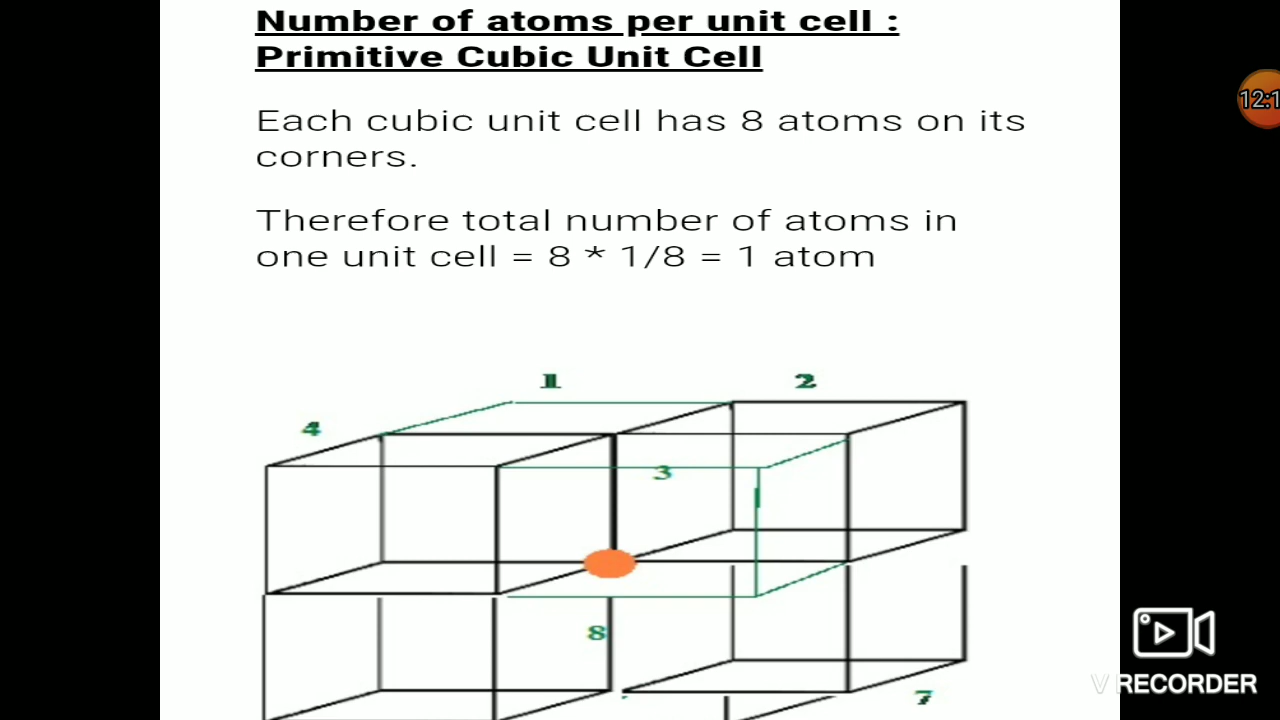 Number of atoms per unit cell :
Primitive Cubic Unit Cell
12:1
Each cubic unit cell has 8 atoms on its
corners.
Therefore total number of atoms in
one unit cell = 8 * 1/8 = 1 atom
1
2
4
3
8
7
V RECORDER